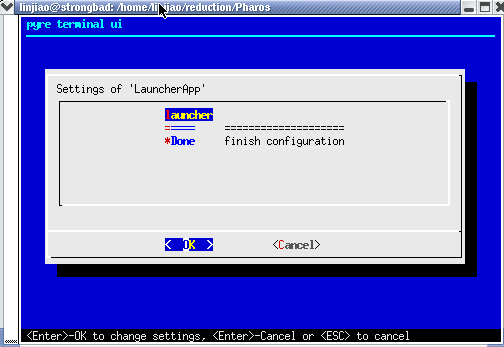 linjiao@strongbad: /home/linjiao/reduction/Pharos
pyre terminal ui
Settings of 'LauncherApp'
launcher
===== ====================
*Done finish configuration
< OK > <Cancel>
<Enter>-OK to change settings, <Enter>-Cancel or <ESC> to cancel